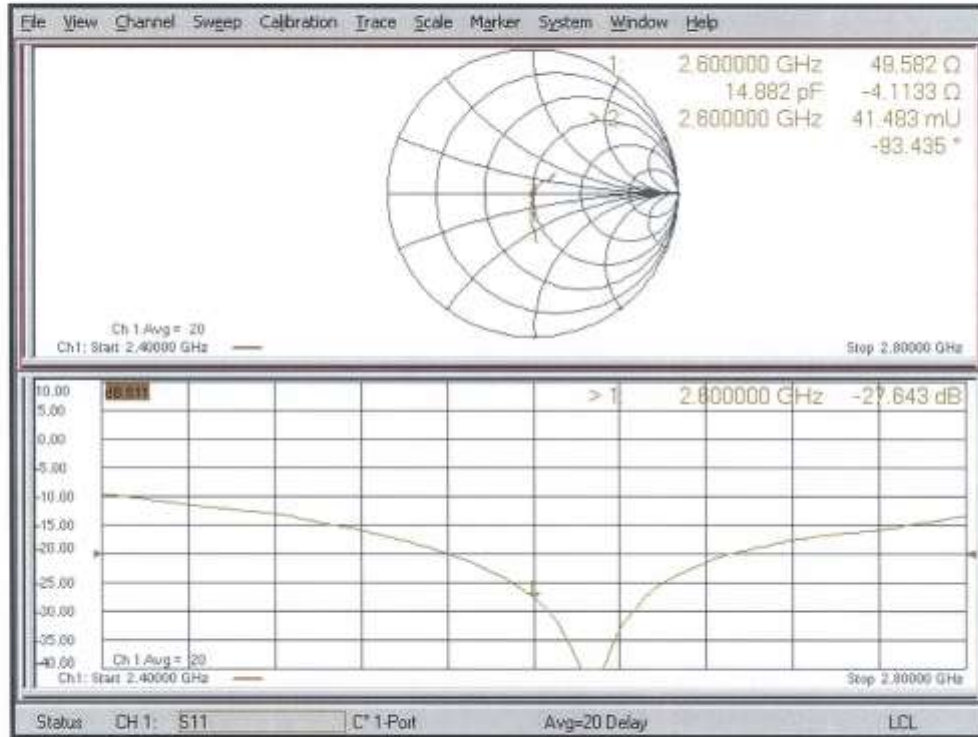 File View Channel Sweep Calibration Trace Scale Marker System Window Help
1 2.600000 GHz 49.582 Ω
14.882 pF -4.1133 Ω
> 2 2.600000 GHz 41.483 mU
-93.435 °
Ch 1 Avg = 20
Ch1: Start 2.40000 GHz Stop 2.80000 GHz
10.00 dB S11 > 1 2.600000 GHz -27.643 dB
5.00
0.00
-5.00
-10.00
-15.00
-20.00
-25.00
-30.00
-35.00
-40.00
Ch 1 Avg = 20
Ch1: Start 2.40000 GHz Stop 2.80000 GHz
Status CH 1: S11 C* 1-Port Avg=20 Delay LCL